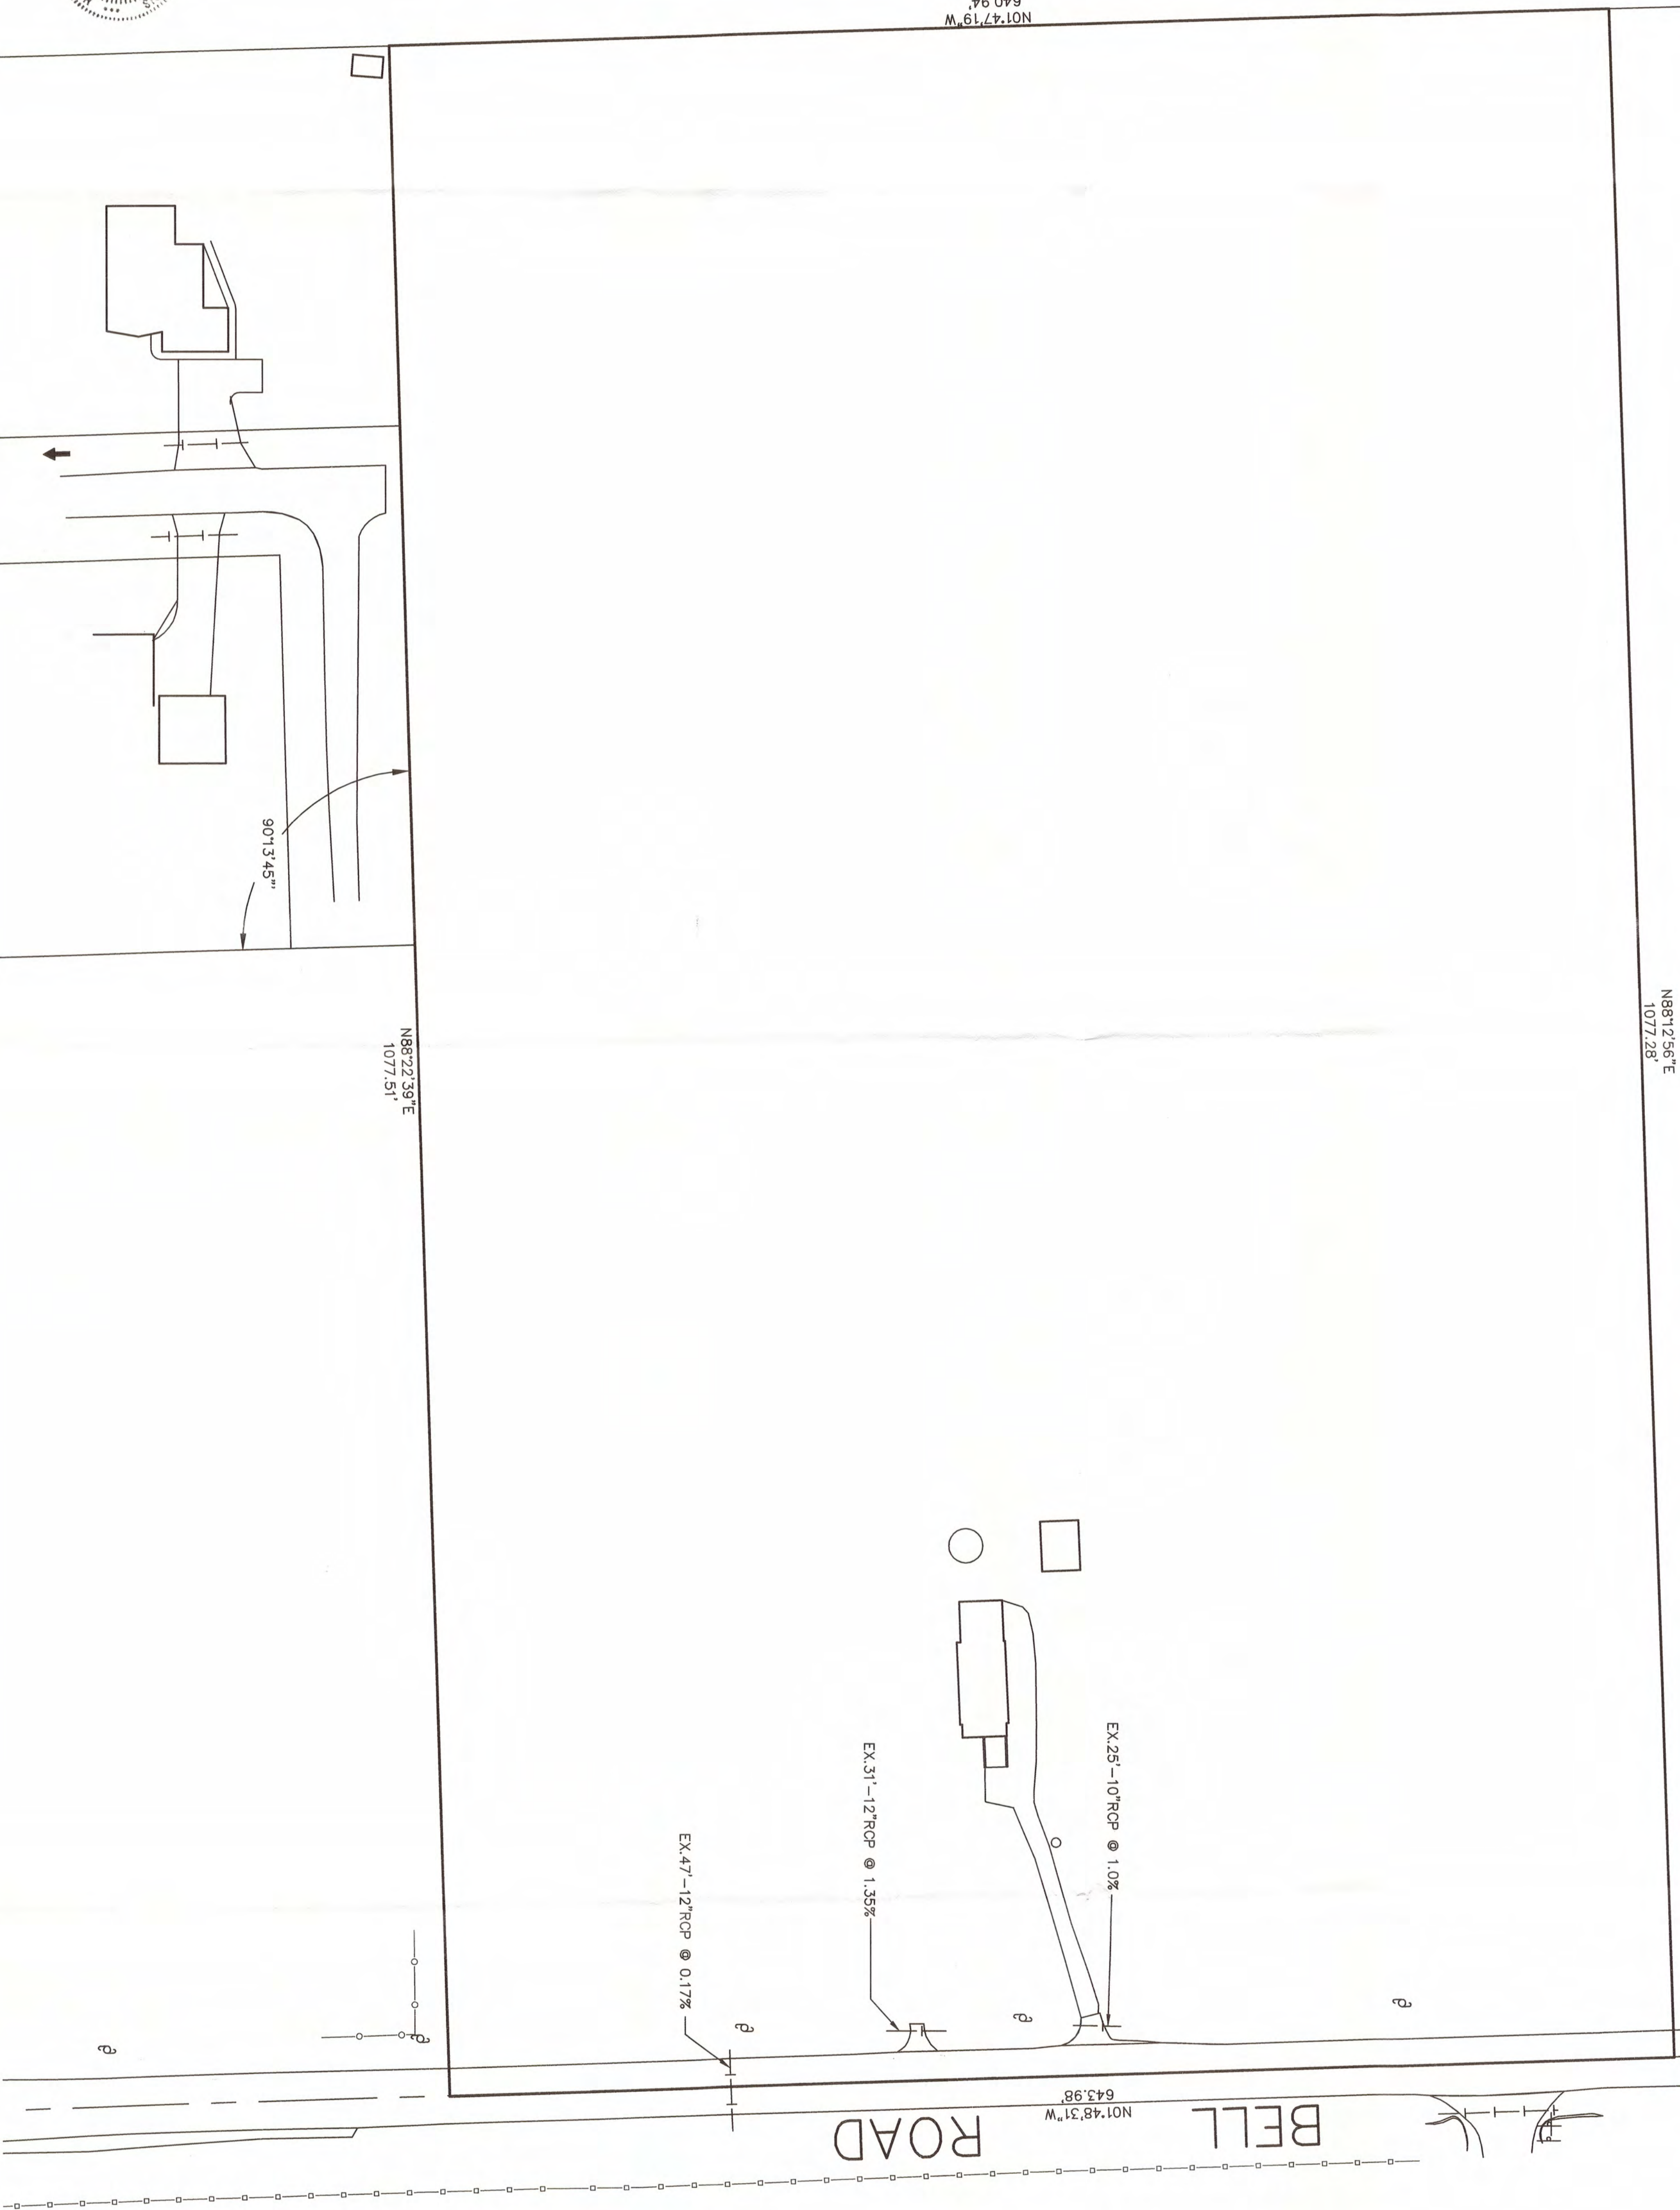 N01°47'19"W
640.94'
N88°12'56"E
1077.28'
90°13'45"'
N88°22'39"E
1077.51'
EX.25'-10"RCP @ 1.0%
EX.31'-12"RCP @ 1.35%
EX.47'-12"RCP @ 0.17%
N01°48'31"W
643.98'
BELL ROAD